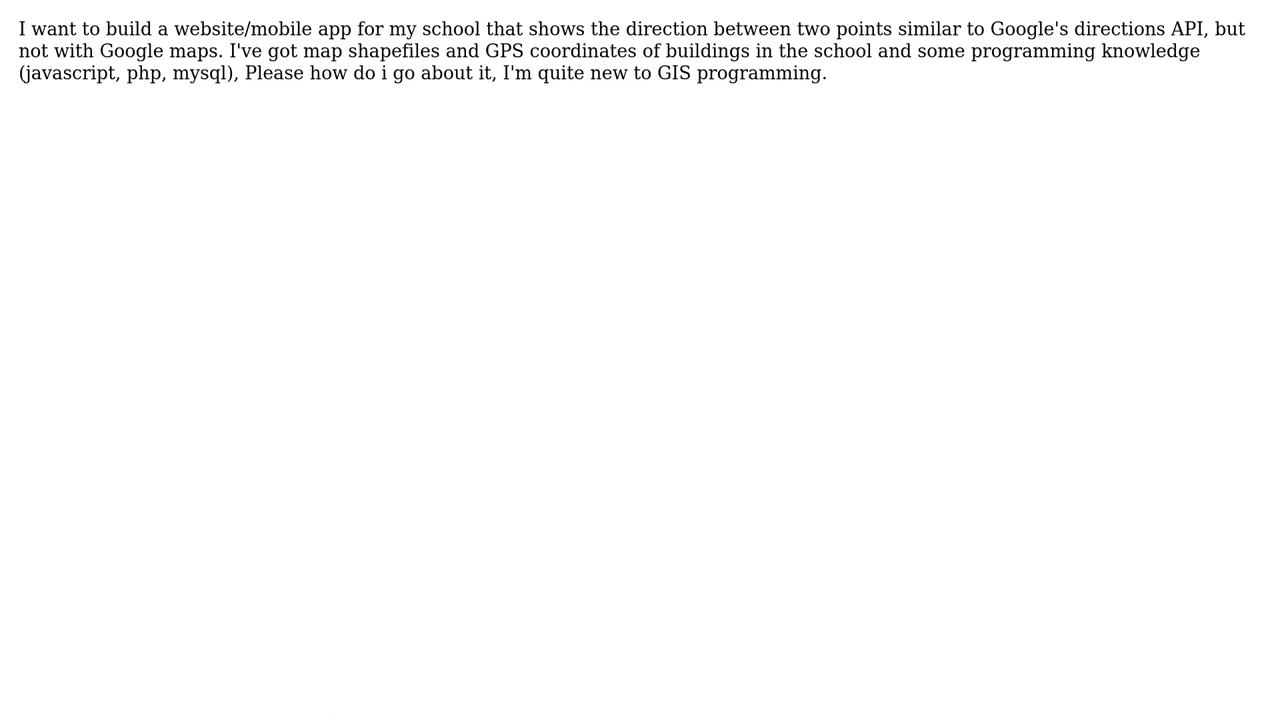 I want to build a website/mobile app for my school that shows the direction between two points similar to Google's directions API, but
not with Google maps. I've got map shapefiles and GPS coordinates of buildings in the school and some programming knowledge
(javascript, php, mysql), Please how do i go about it, I'm quite new to GIS programming.